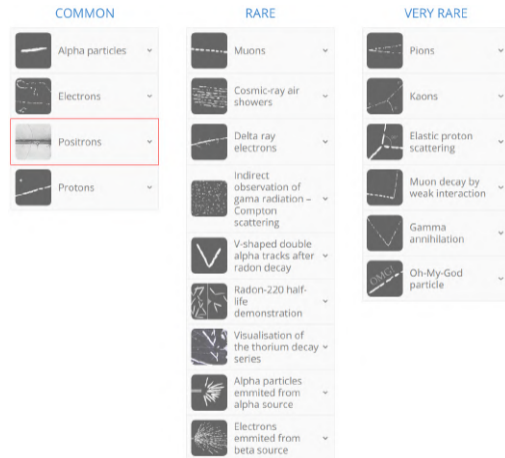 COMMON
Alpha particles
Electrons
Positrons
Protons
RARE
Muons
Cosmic-ray air
showers
Delta ray
electrons
Indirect
observation of
gama radiation –
Compton
scattering
V-shaped double
alpha tracks after
radon decay
Radon-220 half-
life
demonstration
Visualisation of
the thorium decay
series
Alpha particles
emmited from
alpha source
Electrons
emmited from
beta source
VERY RARE
Pions
Kaons
Elastic proton
scattering
Muon decay by
weak interaction
Gamma
annihilation
OMG!
Oh-My-God
particle